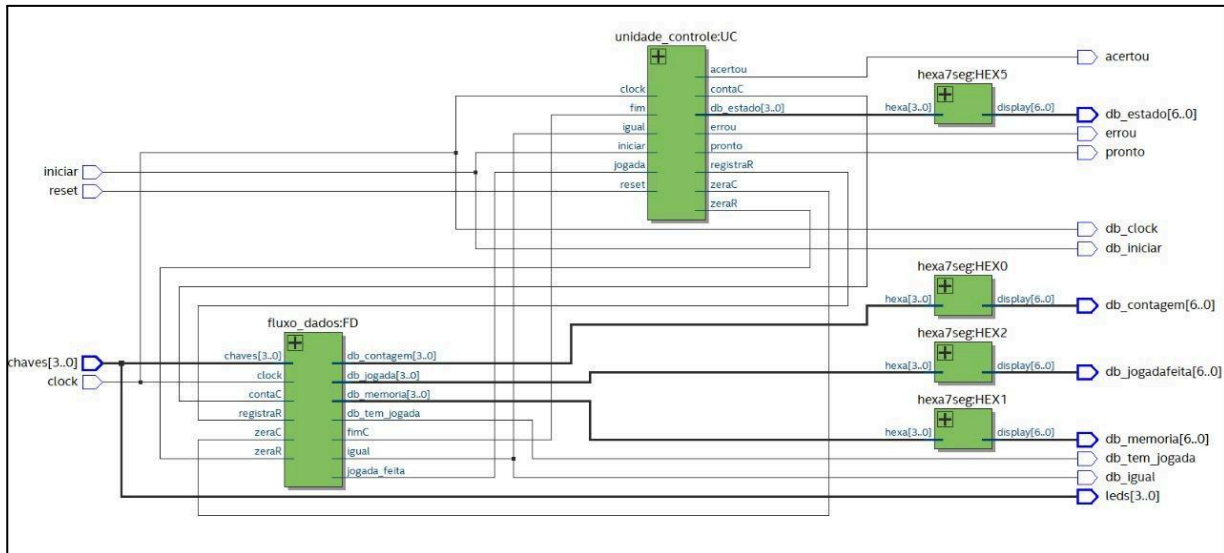 unidade_controle:UC
acertou
clock
contaC
fim
db_estado[3..0]
igual
errou
iniciar
pronto
jogada
registraR
reset
zeraC
zeraR
hexa7seg:HEX5
hexa[3..0]
display[6..0]
acertou
db_estado[6..0]
errou
pronto
iniciar
reset
db_clock
db_iniciar
hexa7seg:HEX0
hexa[3..0]
display[6..0]
db_contagem[6..0]
fluxo_dados:FD
chaves[3..0]
clock
chaves[3..0]
db_contagem[3..0]
clock
db_jogada[3..0]
contaC
db_memoria[3..0]
registraR
db_tem_jogada
zeraC
fimC
zeraR
igual
jogada_feita
hexa7seg:HEX2
hexa[3..0]
display[6..0]
db_jogadafeita[6..0]
hexa7seg:HEX1
hexa[3..0]
display[6..0]
db_memoria[6..0]
db_tem_jogada
db_igual
leds[3..0]